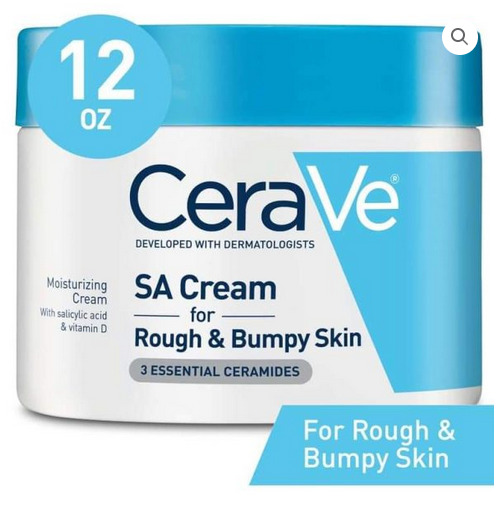 12
OZ
CeraVe®
DEVELOPED WITH DERMATOLOGISTS
Moisturizing
Cream
With salicylic acid
& vitamin D
SA Cream
for
Rough & Bumpy Skin
3 ESSENTIAL CERAMIDES
For Rough &
Bumpy Skin